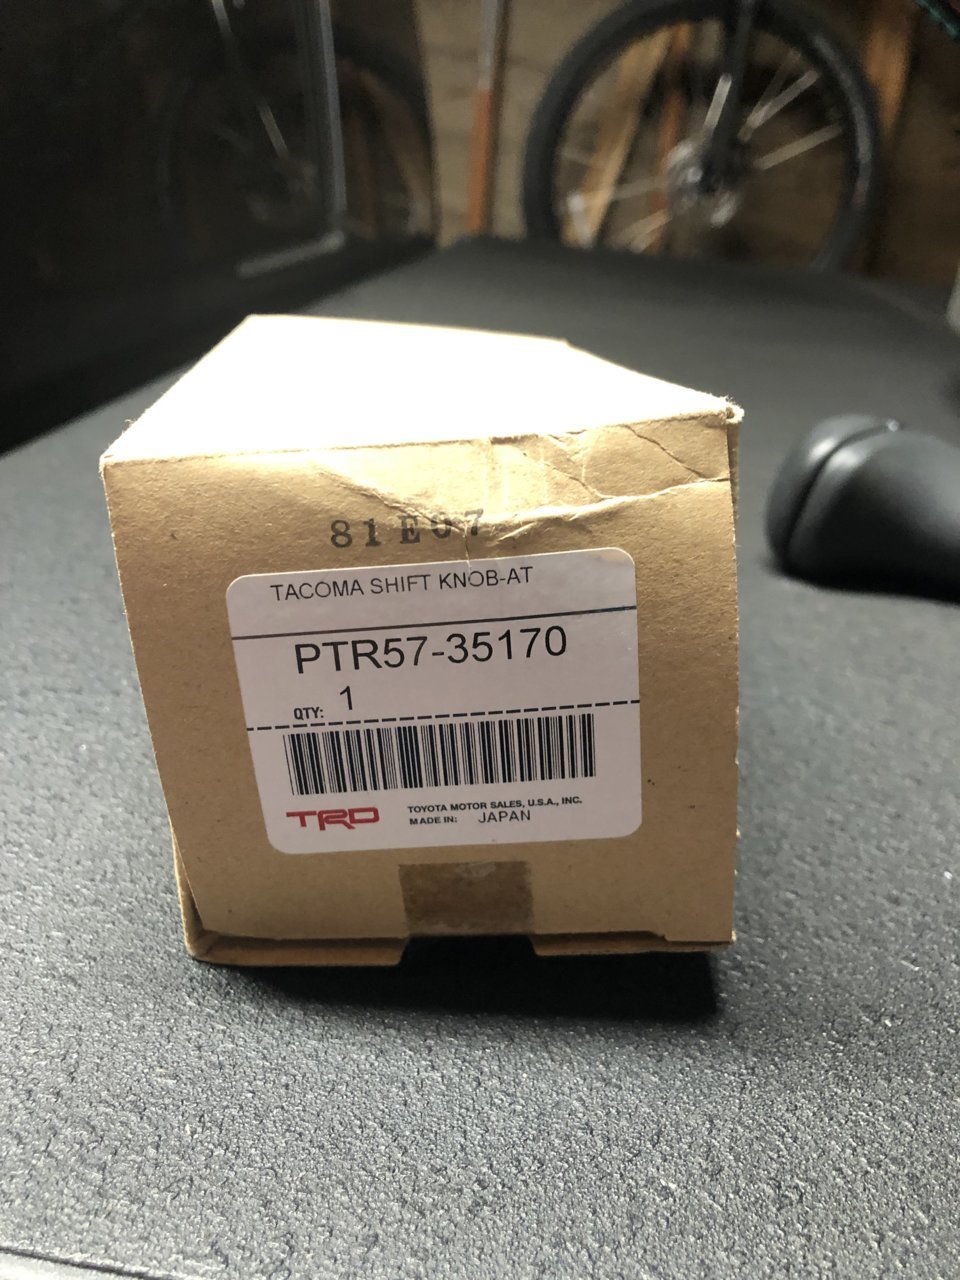 81E07
TACOMA SHIFT KNOB-AT
PTR57-35170
QTY: 1
TRD
TOYOTA MOTOR SALES, U.S.A., INC.
MADE IN: JAPAN